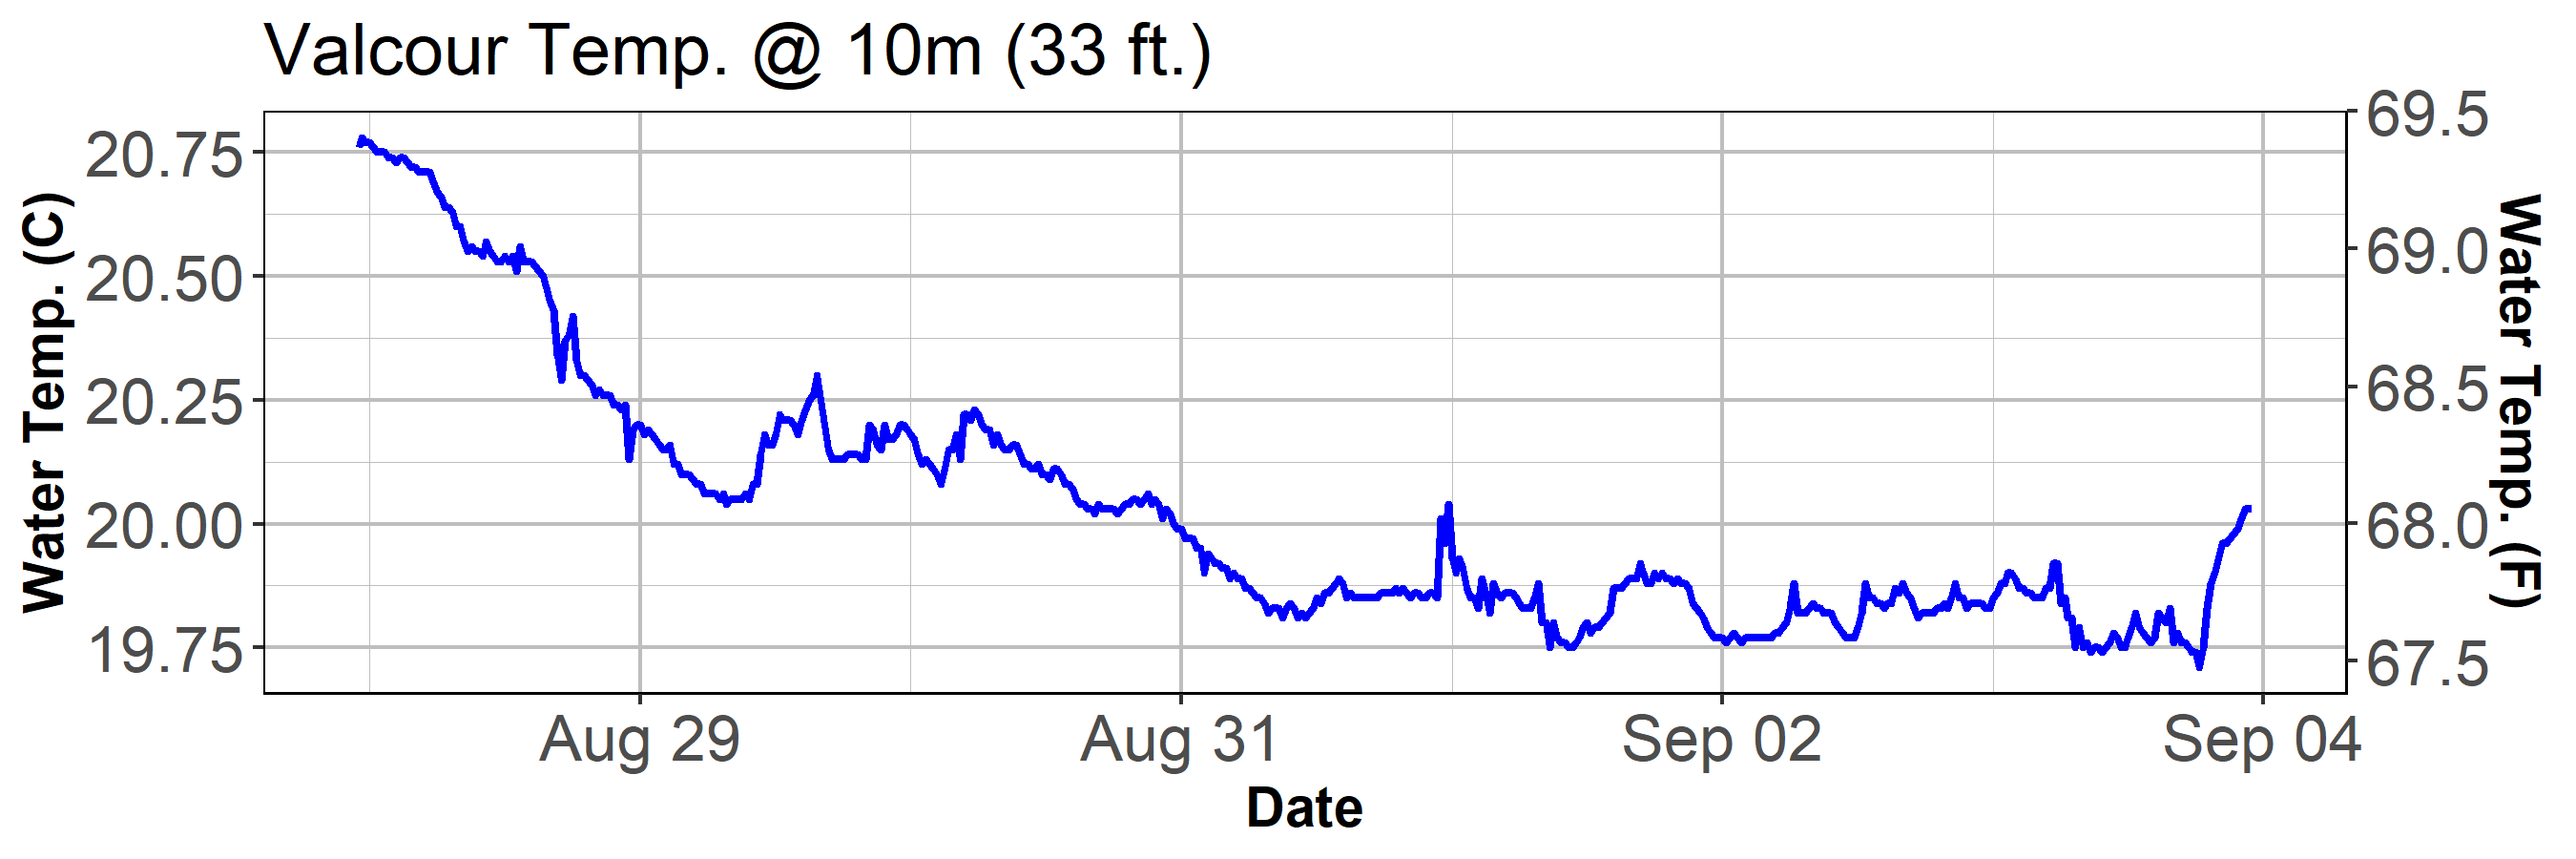 Valcour Temp. @ 10m (33 ft.)
Water Temp. (C)
20.75
20.50
20.25
20.00
19.75
69.5
69.0
68.5
68.0
67.5
Water Temp. (F)
Aug 29 Aug 31 Sep 02 Sep 04
Date